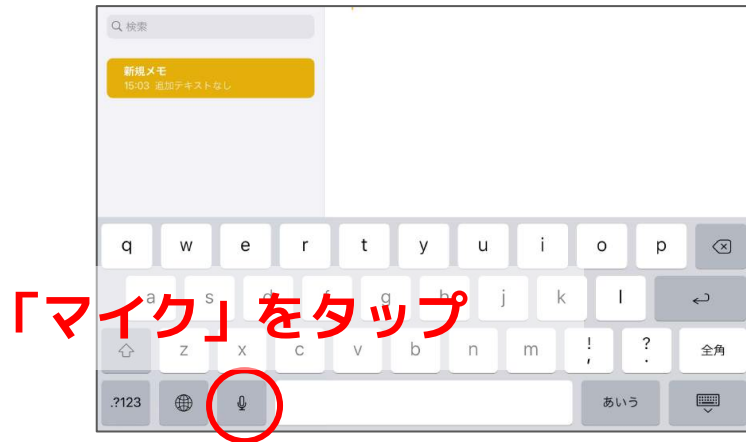 検索
新規メモ
15:03 追加テキストなし
q w e r t y u i o p
a s d f g h j k l
「マイク」をタップ
z x c v b n m ! , ? . 全角
.?123 あいう